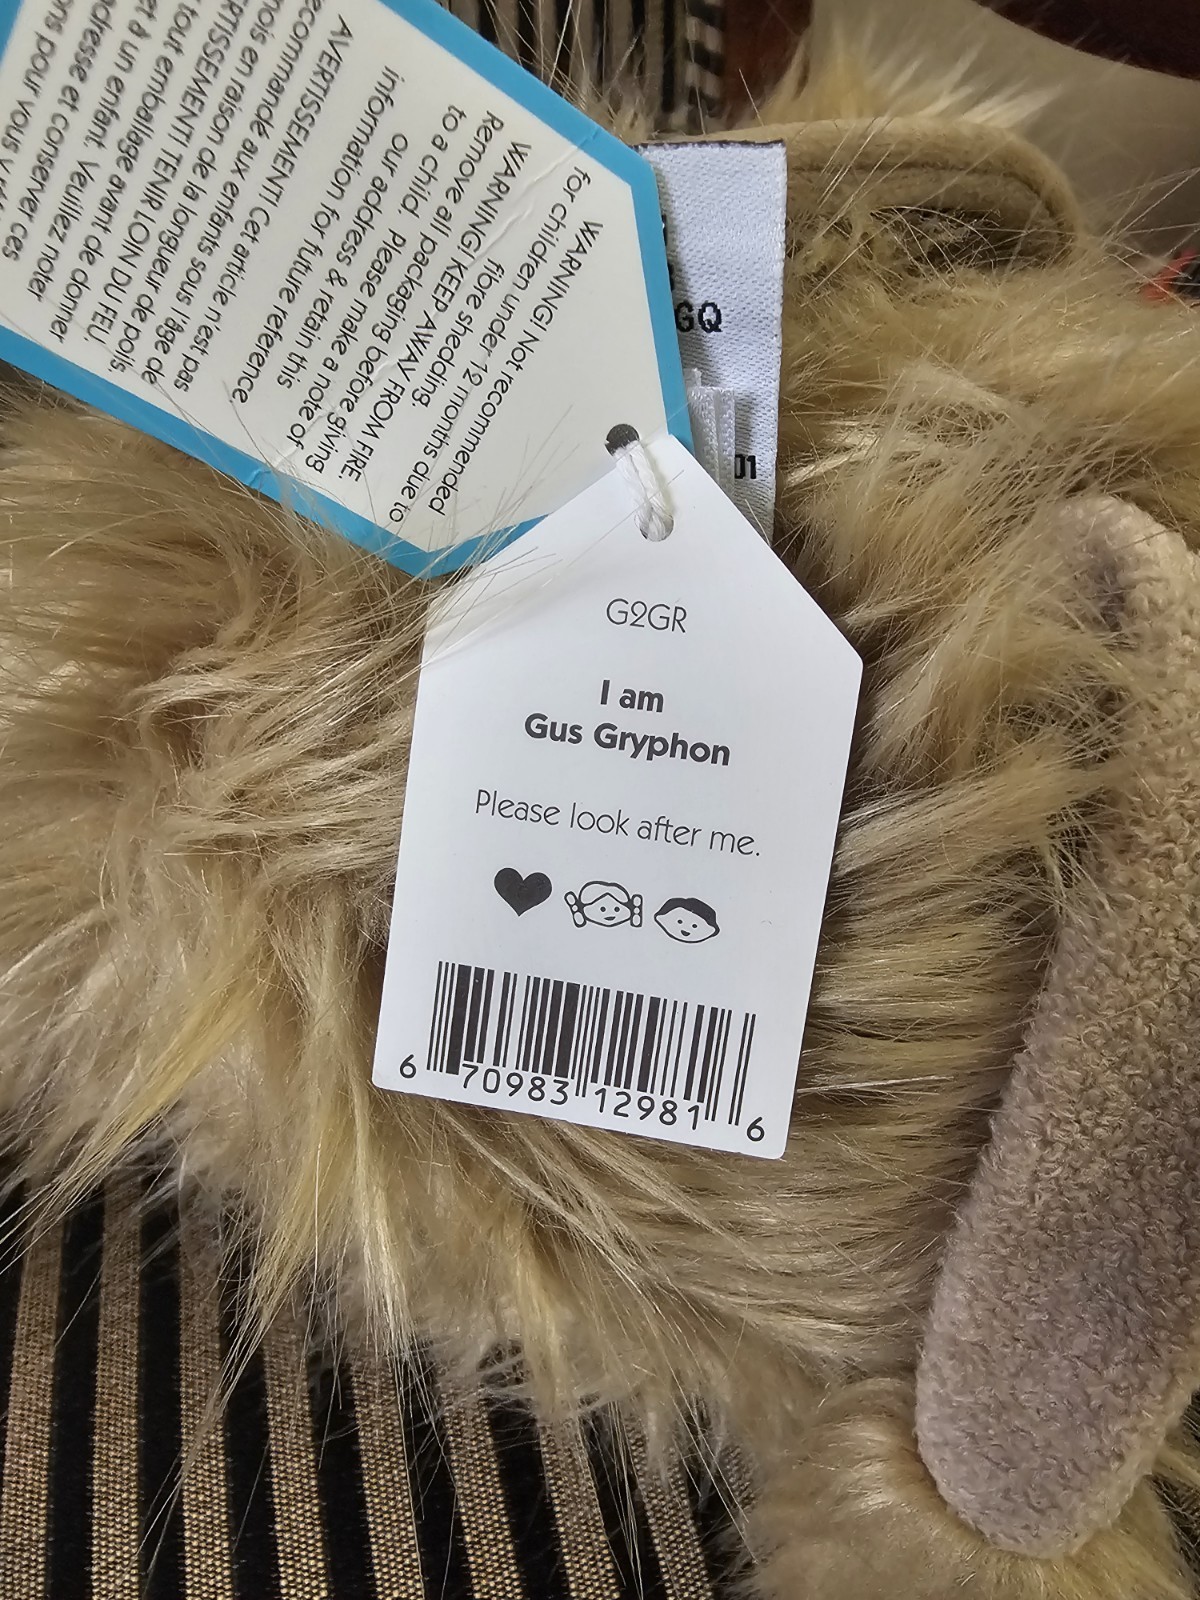 WARNING! Not recommended
for children under 12 months due to
fibre shedding.
WARNING! KEEP AWAY FROM FIRE.
Remove all packaging before giving
to a child. Please make a note of
our address & retain this
information for future reference.
AVERTISSEMENT! Cet article n'est pas
recommandé aux enfants sous l'âge de
mois en raison de la longueur de poils.
TENIR LOIN DU FEU.
tout emballage avant de donner
et à un enfant. Veuillez noter
adresse et conserver ces
pour vous
GQ
01
G2GR
I am
Gus Gryphon
Please look after me.
6 70983 12981 6